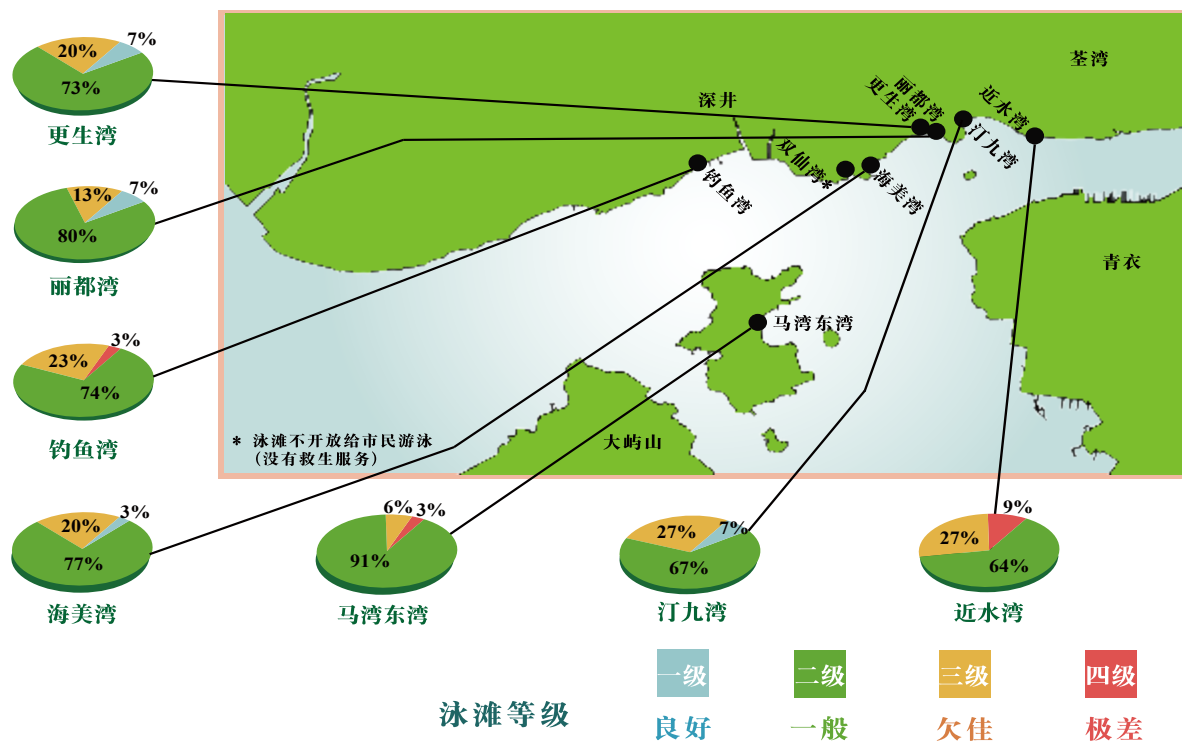 7%
20%
73%
更生湾
7%
13%
80%
丽都湾
3%
23%
74%
钓鱼湾
荃湾
深井
更生湾
丽都湾
近水湾
汀九湾
双仙湾*
海美湾
钓鱼湾
青衣
马湾东湾
大屿山
* 泳滩不开放给市民游泳
(没有救生服务)
3%
20%
77%
海美湾
6%
3%
91%
马湾东湾
27%
7%
67%
汀九湾
9%
27%
64%
近水湾
泳滩等级
一级
良好
二级
一般
三级
欠佳
四级
极差